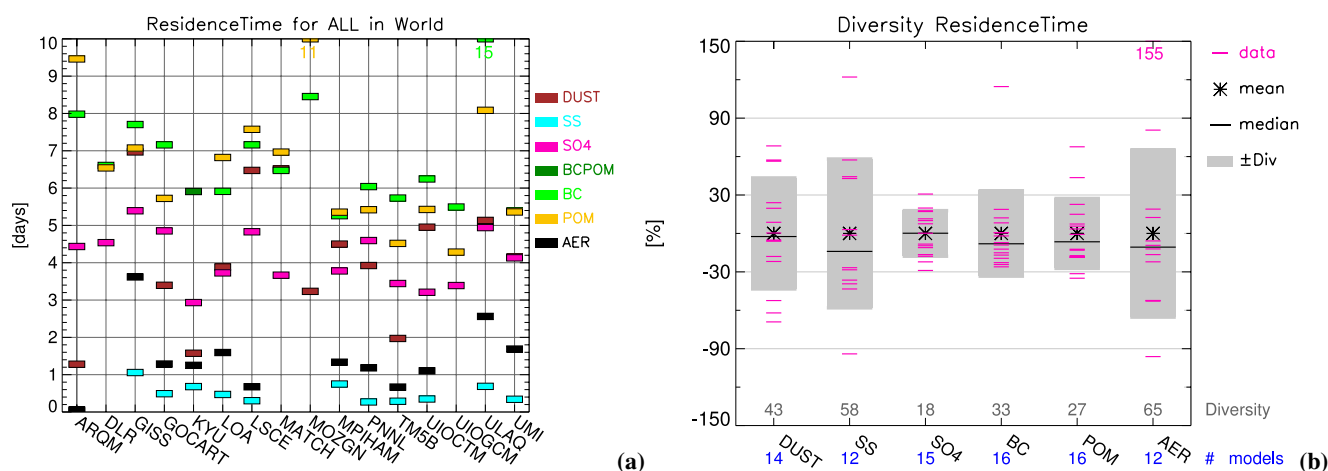 ResidenceTime for ALL in World
[days]
10
9
8
7
6
5
4
3
2
1
0
11
15
DUST
SS
SO4
BCPOM
BC
POM
AER
ARQM
DLR
GISS
GOCART
KYU
LOA
LSCE
MATCH
MOZGN
MPIHAM
PNNL
TM5B
UIOCTM
UIOGCM
ULAQ
UMI
(a)
Diversity ResidenceTime
[%]
150
90
30
-30
-90
-150
155
data
mean
median
±Div
43 58 18 33 27 65 Diversity
DUST SS SO4 BC POM AER
14 12 15 16 16 12 # models
(b)